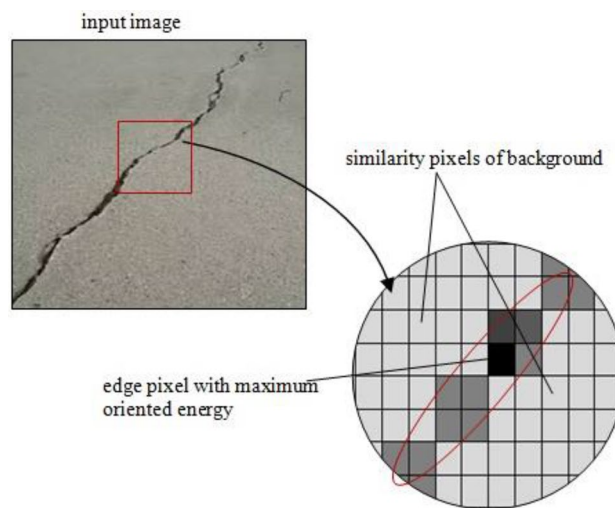 input image
similarity pixels of background
edge pixel with maximum
oriented energy